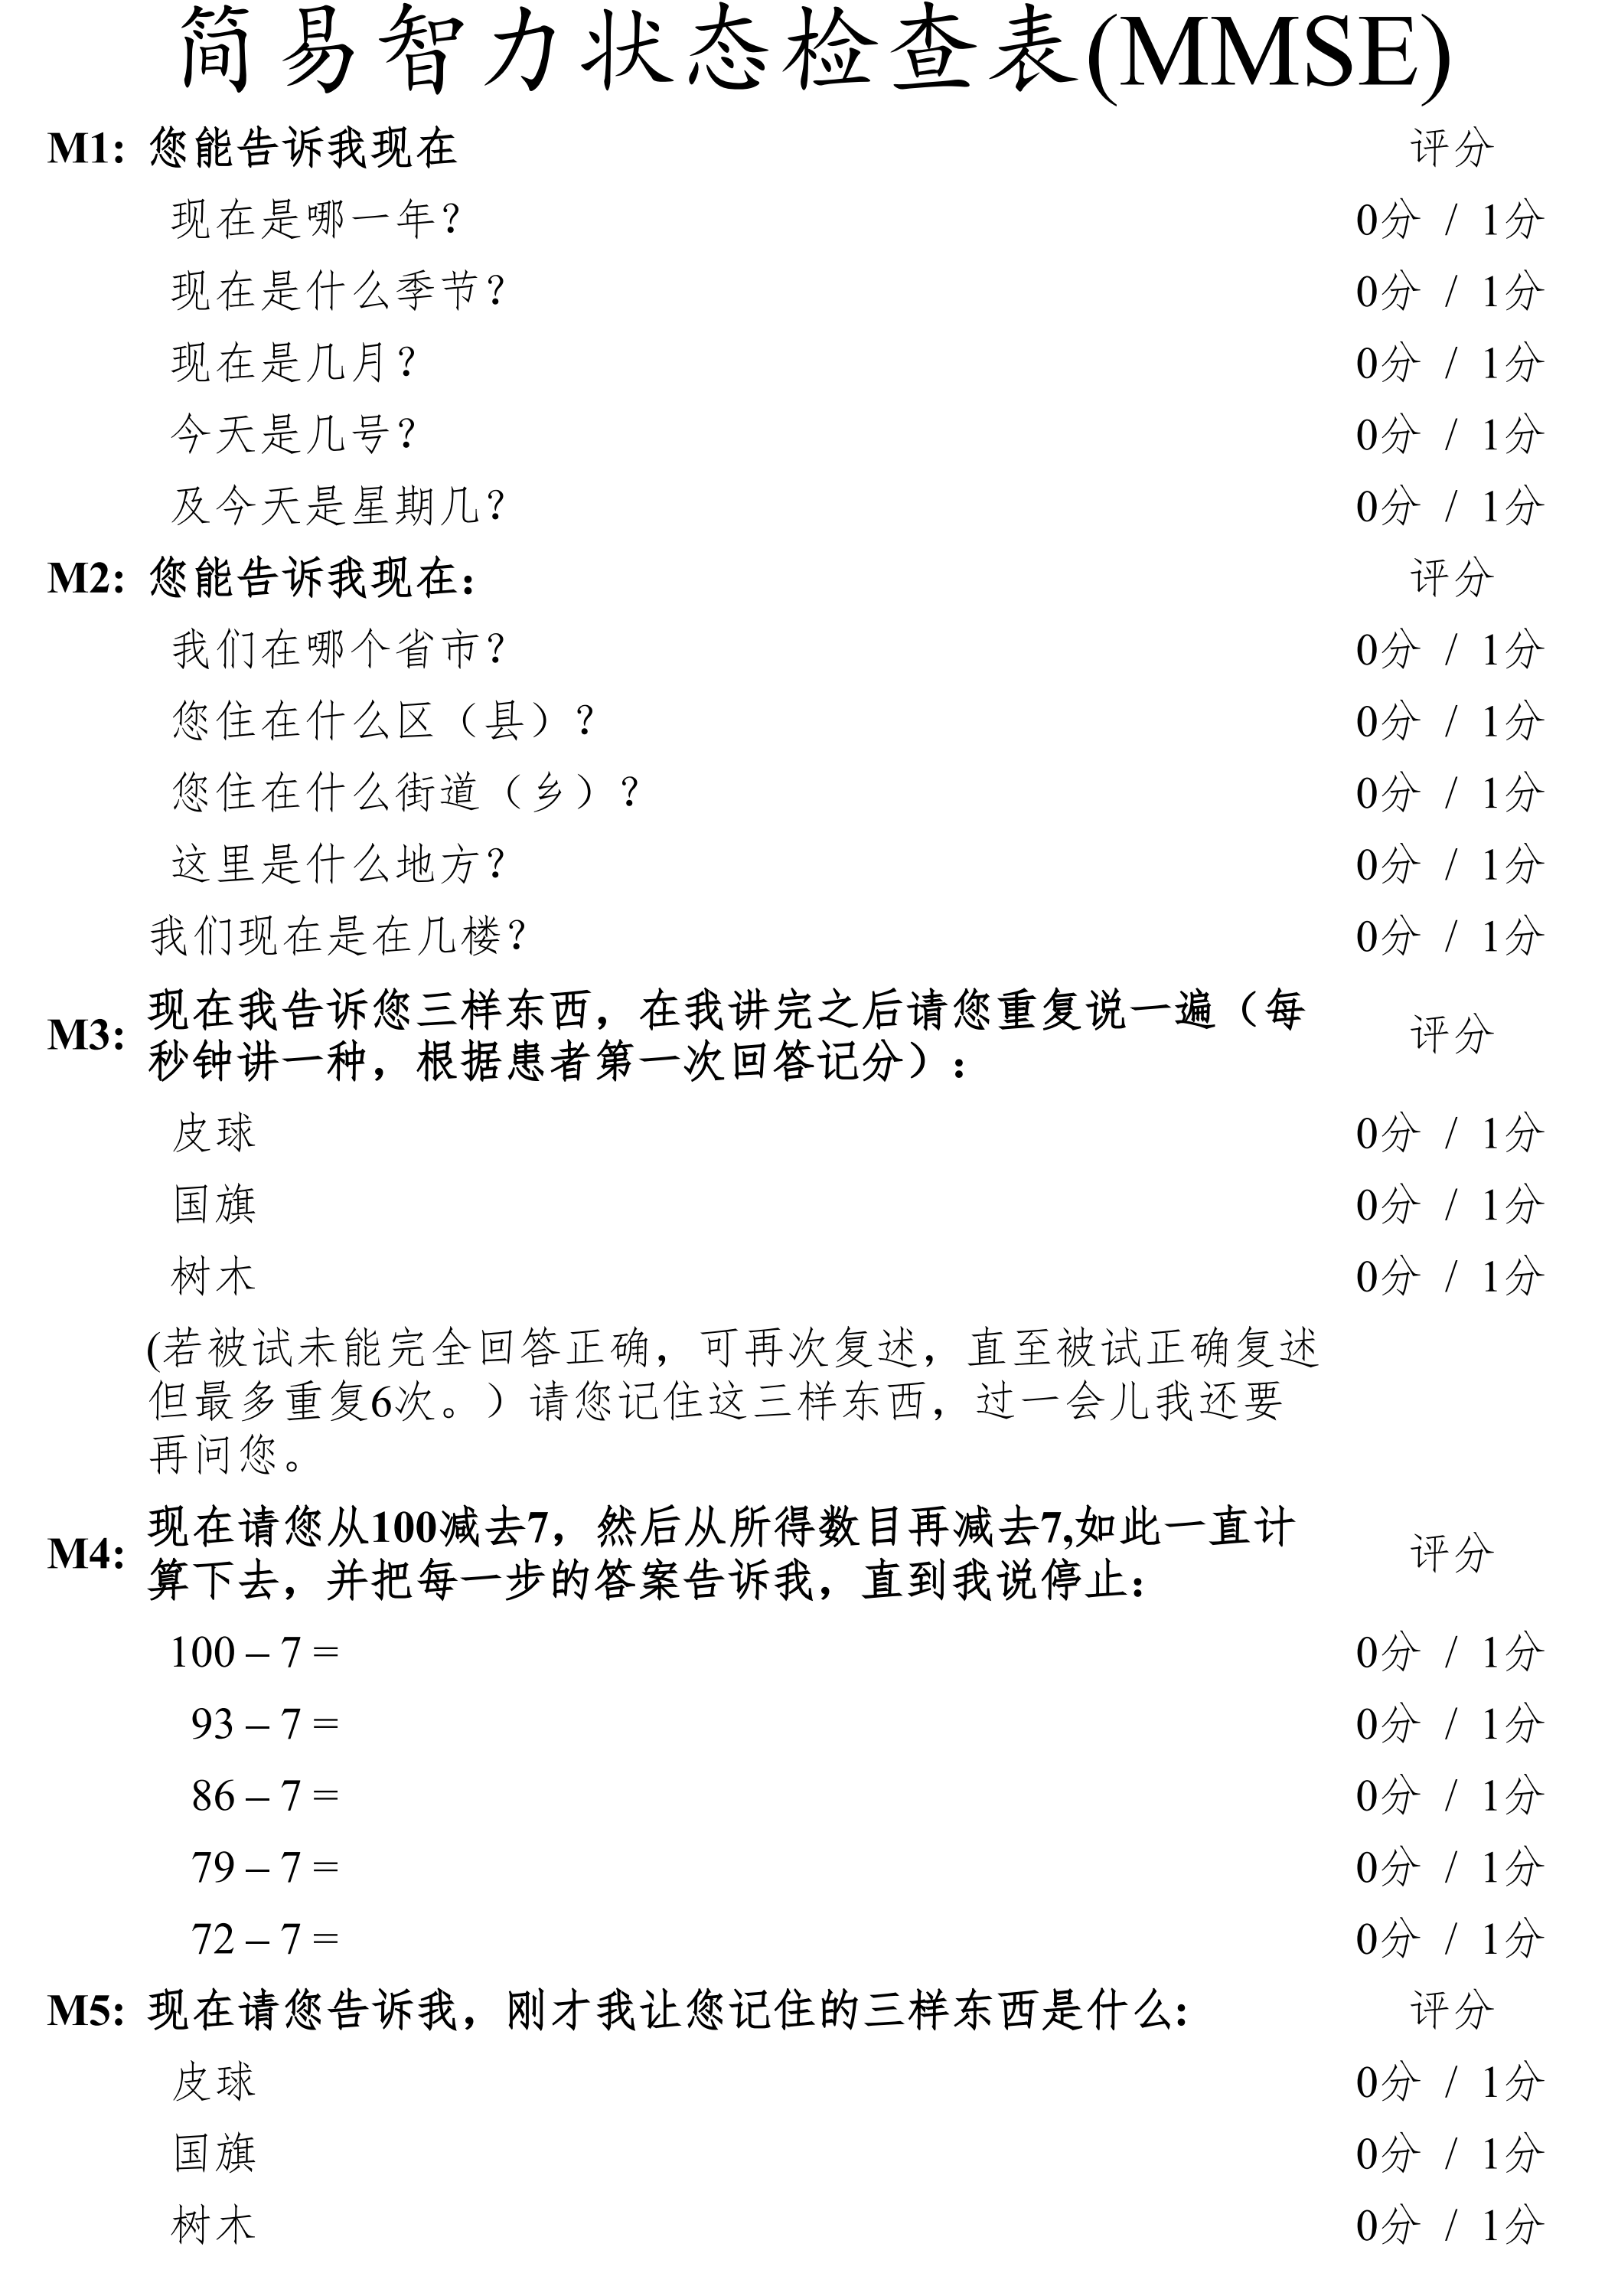 简易智力状态检查表(MMSE)
M1: 您能告诉我现在 评分
现在是哪一年? 0分 / 1分
现在是什么季节? 0分 / 1分
现在是几月? 0分 / 1分
今天是几号? 0分 / 1分
及今天是星期几? 0分 / 1分
M2: 您能告诉我现在: 评分
我们在哪个省市? 0分 / 1分
您住在什么区（县）? 0分 / 1分
您住在什么街道（乡）? 0分 / 1分
这里是什么地方? 0分 / 1分
我们现在是在几楼? 0分 / 1分
M3: 现在我告诉您三样东西，在我讲完之后请您重复说一遍（每
秒钟讲一种，根据患者第一次回答记分）: 评分
皮球 0分 / 1分
国旗 0分 / 1分
树木 0分 / 1分
(若被试未能完全回答正确，可再次复述，直至被试正确复述
但最多重复6次。）请您记住这三样东西，过一会儿我还要
再问您。
M4: 现在请您从100减去7，然后从所得数目再减去7,如此一直计
算下去，并把每一步的答案告诉我，直到我说停止: 评分
100 – 7 = 0分 / 1分
93 – 7 = 0分 / 1分
86 – 7 = 0分 / 1分
79 – 7 = 0分 / 1分
72 – 7 = 0分 / 1分
M5: 现在请您告诉我，刚才我让您记住的三样东西是什么: 评分
皮球 0分 / 1分
国旗 0分 / 1分
树木 0分 / 1分